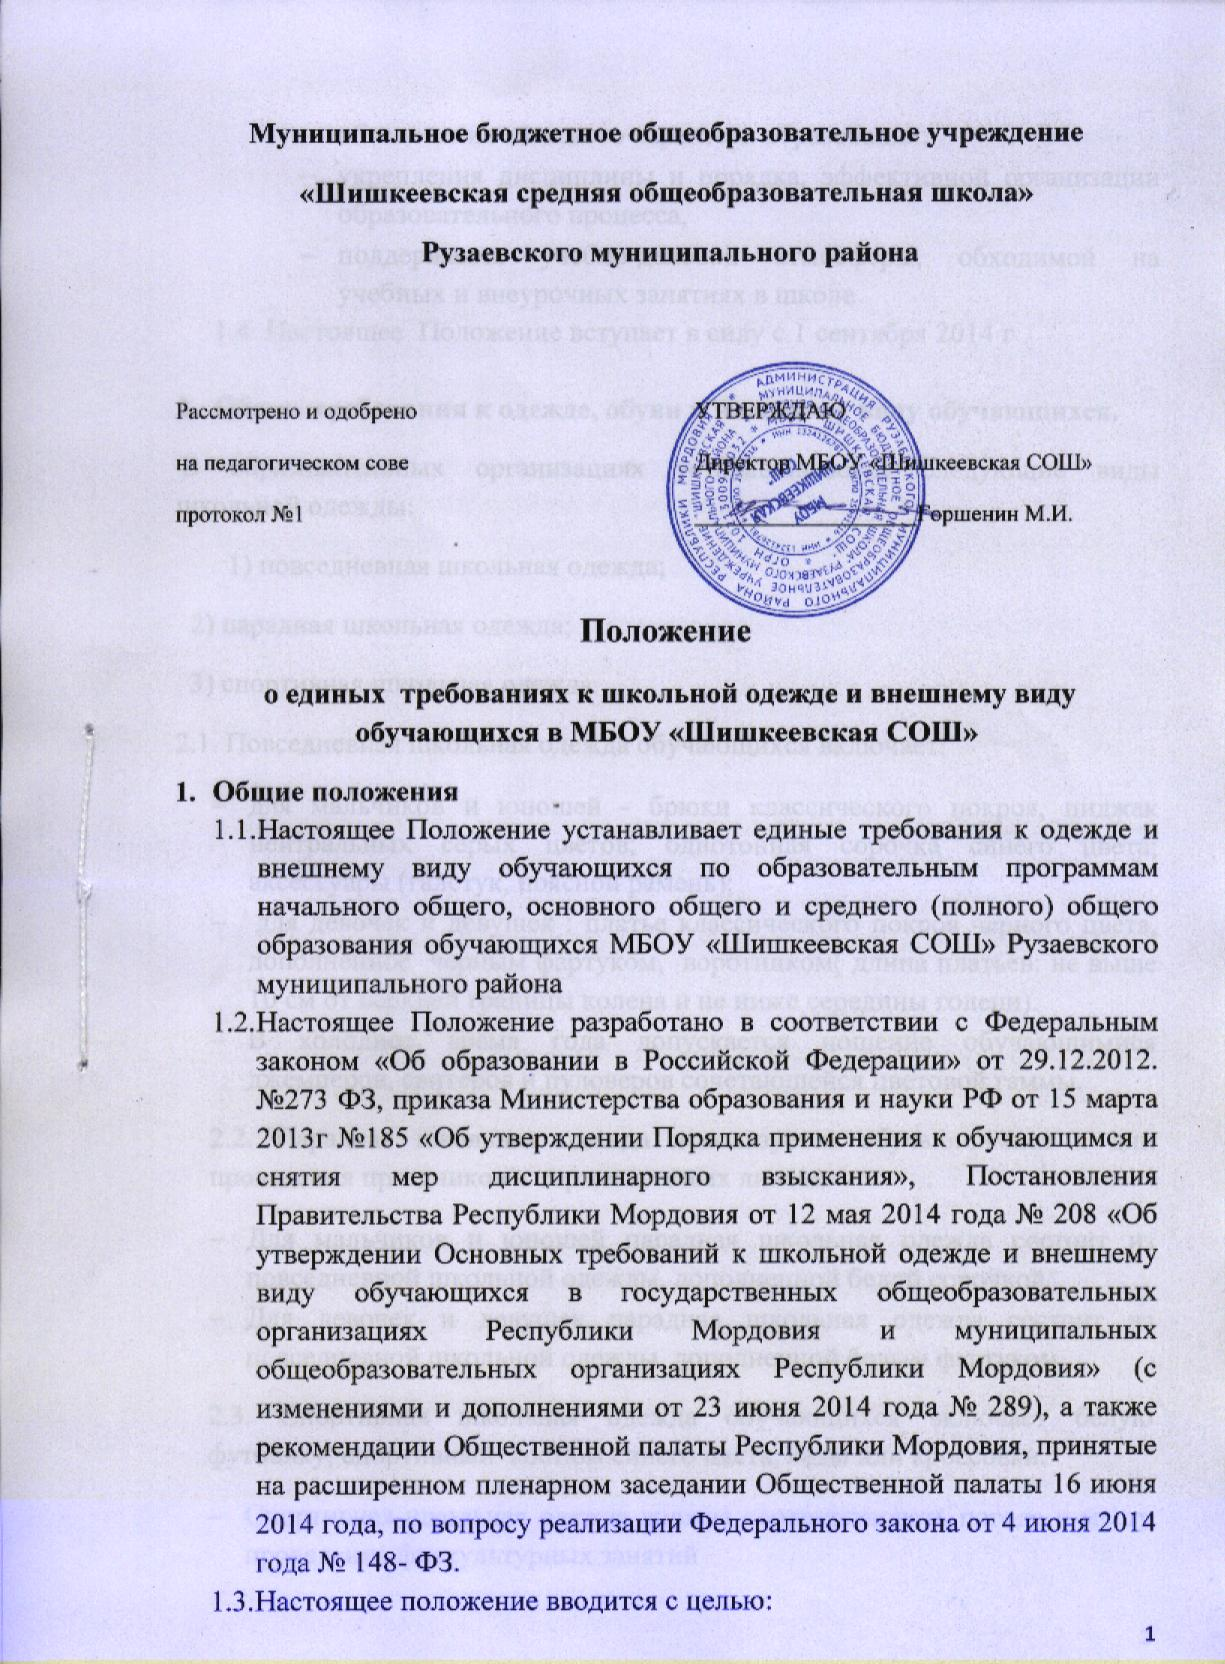 Муниципальное бюджетное общеобразовательное учреждение
«Шишкеевская средняя общеобразовательная школа»
Рузаевского муниципального района
Рассмотрено и одобрено
УТВЕРЖДАЮ
на педагогическом сове
Директор МБОУ «Шишкеевская СОШ»
протокол №1
Горшенин М.И.
МБОУ
"ШИШКЕЕВСКАЯ
СОШ"
Положение
о единых  требованиях к школьной одежде и внешнему виду
обучающихся в МБОУ «Шишкеевская СОШ»
1. Общие положения
1.1.Настоящее Положение устанавливает единые требования к одежде и
внешнему виду обучающихся по образовательным программам
начального общего, основного общего и среднего (полного) общего
образования обучающихся МБОУ «Шишкеевская СОШ» Рузаевского
муниципального района
1.2.Настоящее Положение разработано в соответствии с Федеральным
законом «Об образовании в Российской Федерации» от 29.12.2012.
№273 ФЗ, приказа Министерства образования и науки РФ от 15 марта
2013г №185 «Об утверждении Порядка применения к обучающимся и
снятия мер дисциплинарного взыскания», Постановления
Правительства Республики Мордовия от 12 мая 2014 года № 208 «Об
утверждении Основных требований к школьной одежде и внешнему
виду обучающихся в государственных общеобразовательных
организациях Республики Мордовия и муниципальных
общеобразовательных организациях Республики Мордовия» (с
изменениями и дополнениями от 23 июня 2014 года № 289), а также
рекомендации Общественной палаты Республики Мордовия, принятые
на расширенном пленарном заседании Общественной палаты 16 июня
2014 года, по вопросу реализации Федерального закона от 4 июня 2014
года № 148- ФЗ.
1.3.Настоящее положение вводится с целью:
1